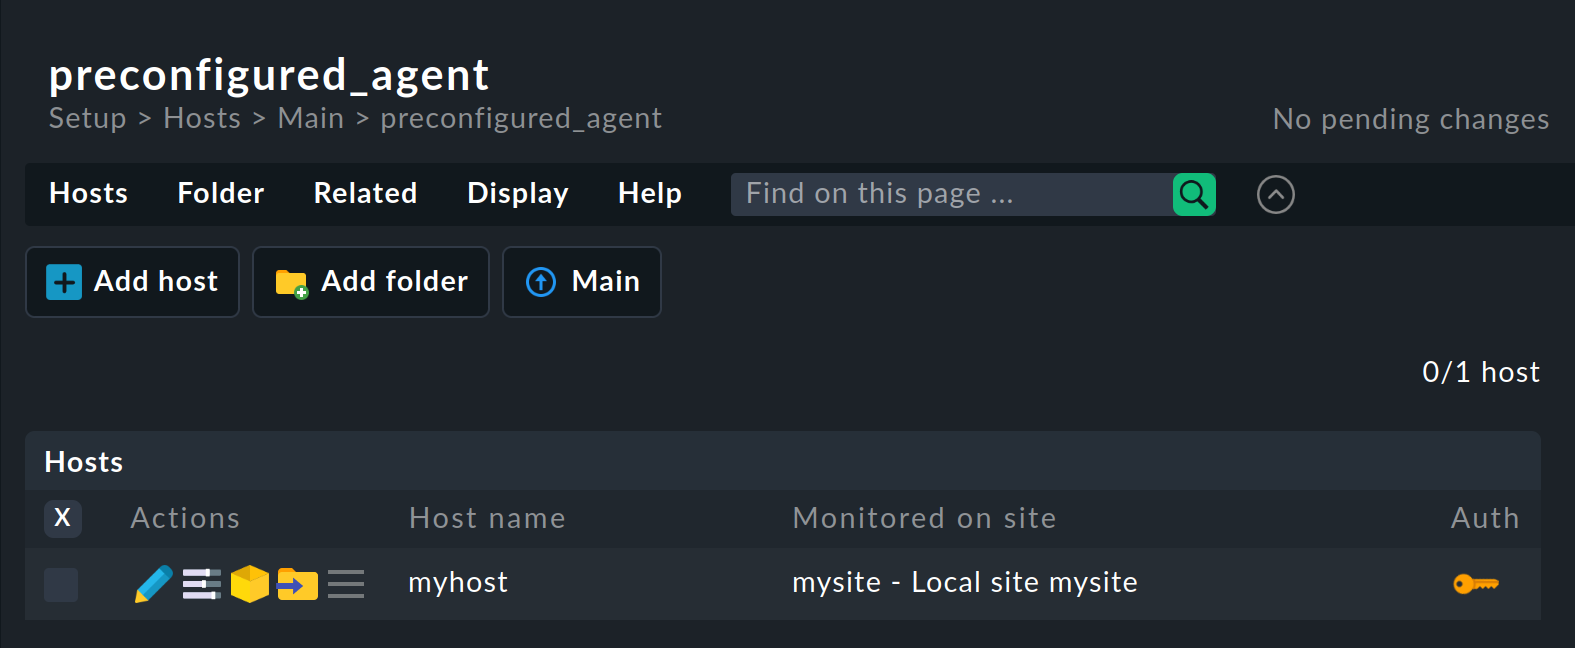 preconfigured_agent
Setup > Hosts > Main > preconfigured_agent
No pending changes
Hosts Folder Related Display Help Find on this page ...
Add host Add folder Main
0/1 host
Hosts
X Actions Host name Monitored on site Auth
myhost mysite - Local site mysite